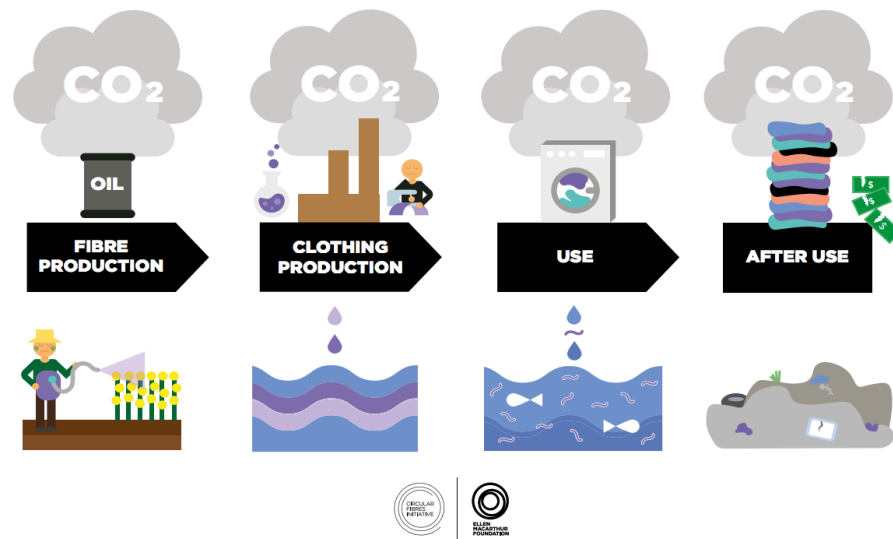 CO₂
CO₂
CO₂
CO₂
OIL
$
$
$
FIBRE
PRODUCTION
CLOTHING
PRODUCTION
USE
AFTER USE
CIRCULAR
FIBRES
INITIATIVE
ELLEN
MACARTHUR
FOUNDATION